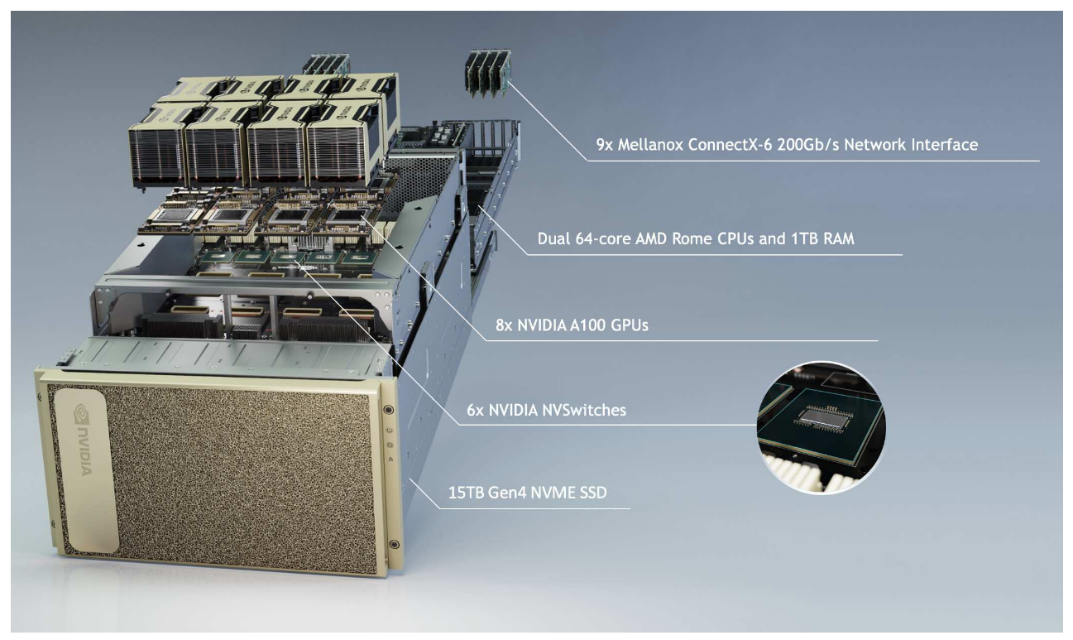 9x Mellanox ConnectX-6 200Gb/s Network Interface
Dual 64-core AMD Rome CPUs and 1TB RAM
8x NVIDIA A100 GPUs
6x NVIDIA NVSwitches
15TB Gen4 NVME SSD
NVIDIA